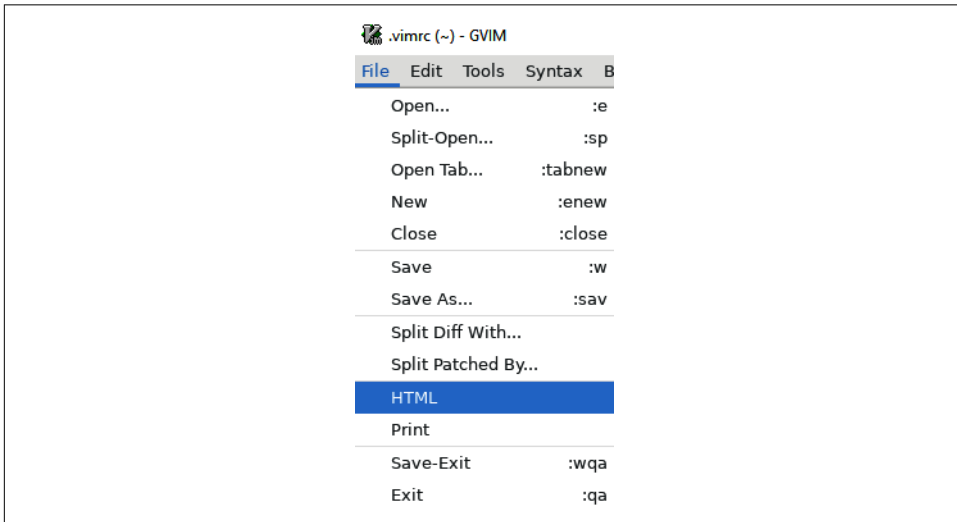 .vimrc (~) - GVIM
File Edit Tools Syntax B
Open... :e
Split-Open... :sp
Open Tab... :tabnew
New :enew
Close :close
Save :w
Save As... :sav
Split Diff With...
Split Patched By...
HTML
Print
Save-Exit :wqa
Exit :qa